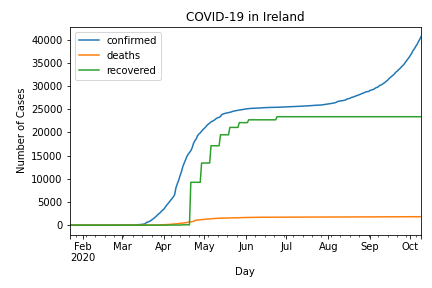 COVID-19 in Ireland
confirmed
deaths
recovered
Number of Cases
40000
35000
30000
25000
20000
15000
10000
5000
0
Feb Mar Apr May Jun Jul Aug Sep Oct
2020
Day